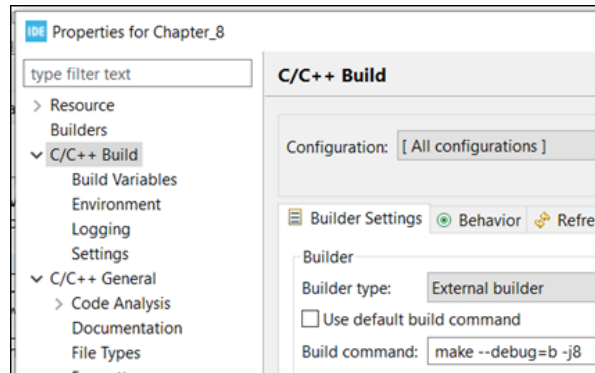 IDE Properties for Chapter_8
type filter text
Resource
Builders
C/C++ Build
Build Variables
Environment
Logging
Settings
C/C++ General
Code Analysis
Documentation
File Types
C/C++ Build
Configuration: [ All configurations ]
Builder Settings Behavior Refre
Builder
Builder type: External builder
Use default build command
Build command: make --debug=b -j8